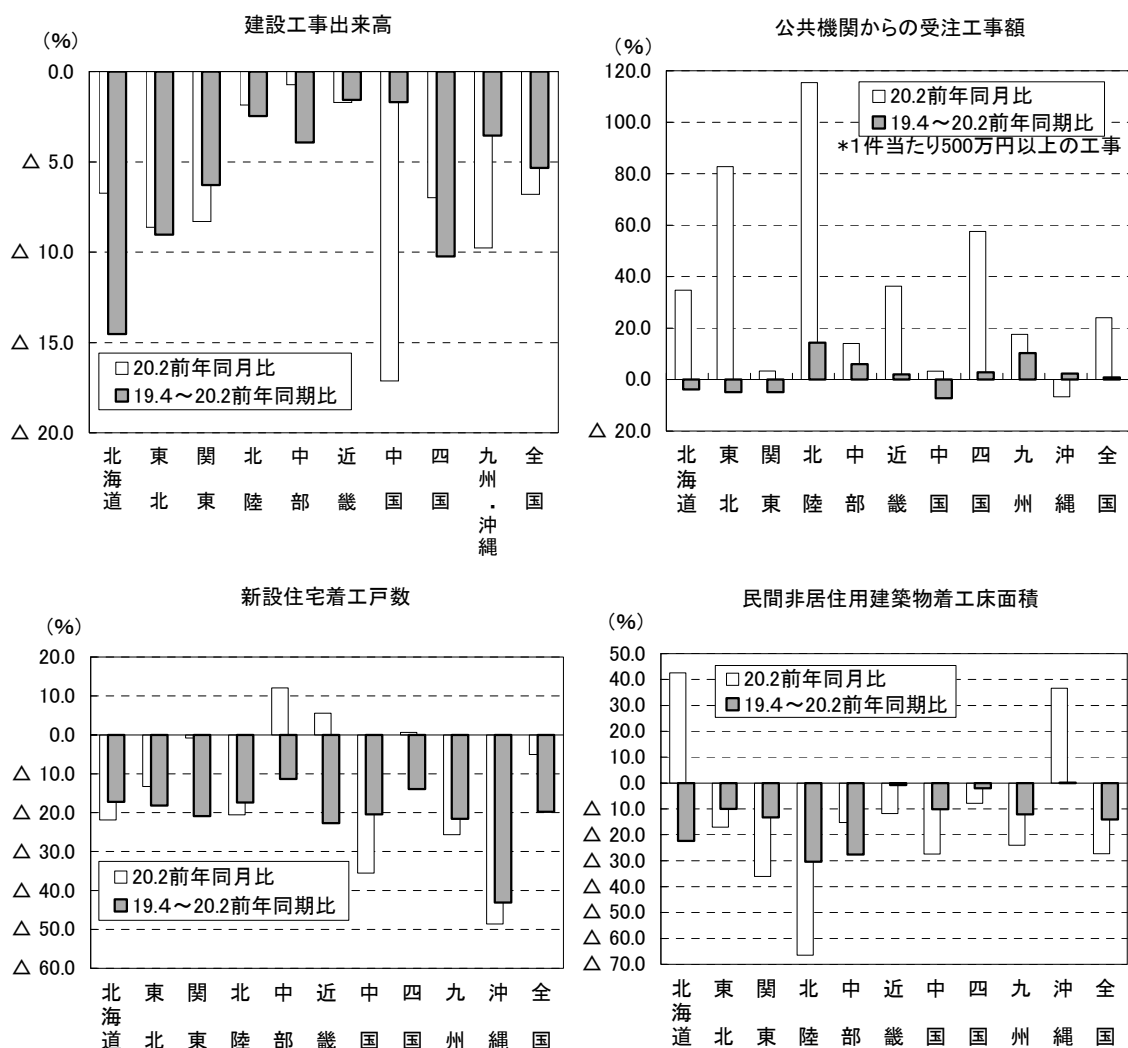 建設工事出来高
(%)
0.0
△ 5.0
△ 10.0
△ 15.0
△ 20.0
20.2前年同月比
19.4～20.2前年同期比
北海道
東北
関東
北陸
中部
近畿
中国
四国
九州・沖縄
全国
公共機関からの受注工事額
(%)
120.0
100.0
80.0
60.0
40.0
20.0
0.0
△ 20.0
20.2前年同月比
19.4～20.2前年同期比
*1件当たり500万円以上の工事
北海道
東北
関東
北陸
中部
近畿
中国
四国
九州
沖縄
全国
新設住宅着工戸数
(%)
20.0
10.0
0.0
△ 10.0
△ 20.0
△ 30.0
△ 40.0
△ 50.0
△ 60.0
20.2前年同月比
19.4～20.2前年同期比
北海道
東北
関東
北陸
中部
近畿
中国
四国
九州
沖縄
全国
民間非居住用建築物着工床面積
(%)
50.0
40.0
30.0
20.0
10.0
0.0
△ 10.0
△ 20.0
△ 30.0
△ 40.0
△ 50.0
△ 60.0
△ 70.0
20.2前年同月比
19.4～20.2前年同期比
北海道
東北
関東
北陸
中部
近畿
中国
四国
九州
沖縄
全国